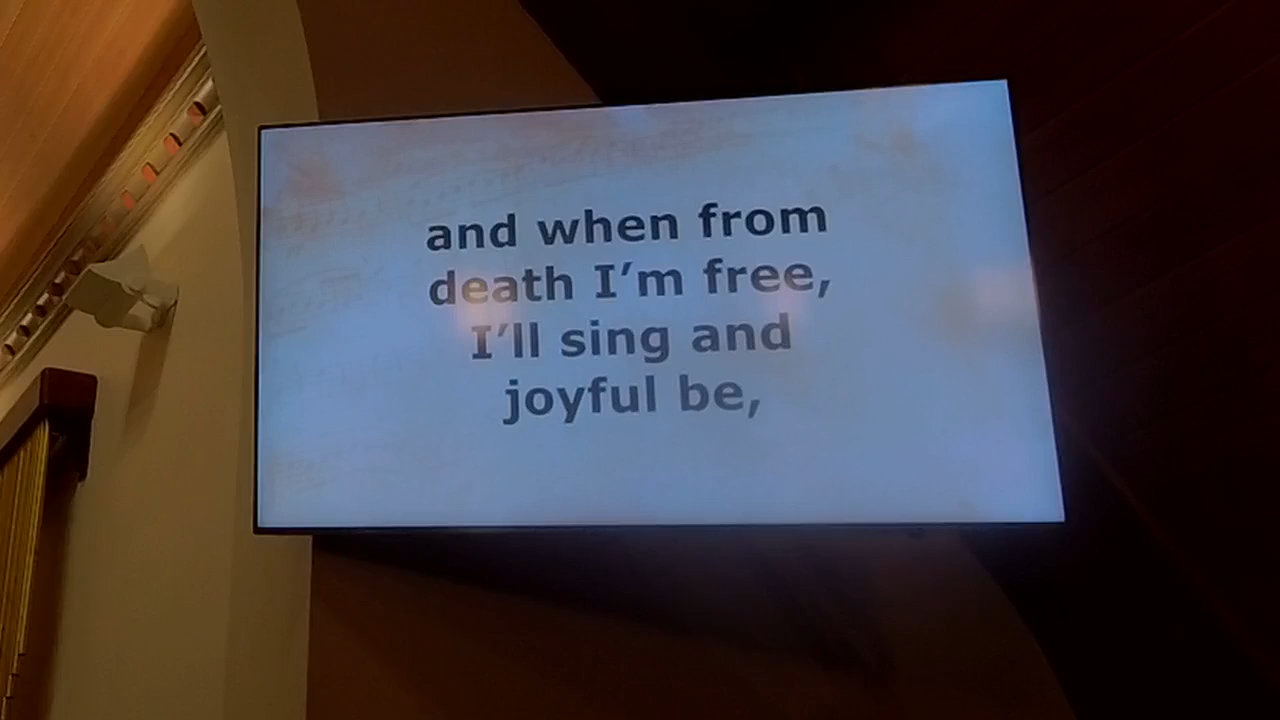 and when from
death I’m free,
I’ll sing and
joyful be,